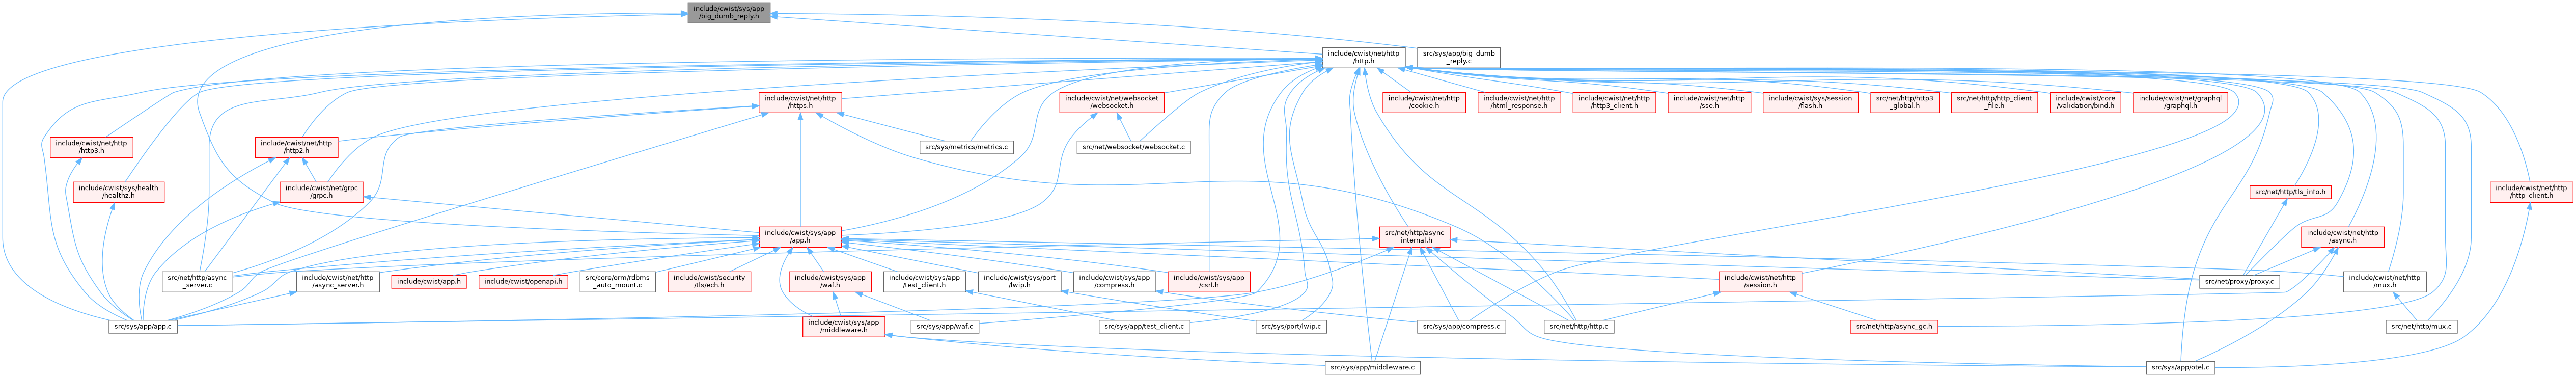 include/cwist/sys/app
/big_dumb_reply.h
include/cwist/net/http
/http.h
src/sys/app/big_dumb
_reply.c
include/cwist/net/http
/https.h
include/cwist/net/websocket
/websocket.h
include/cwist/net/http
/cookie.h
include/cwist/net/http
/html_response.h
include/cwist/net/http
/http3_client.h
include/cwist/net/http
/sse.h
include/cwist/sys/session
/flash.h
src/net/http/http3
_global.h
src/net/http/http_client
_file.h
include/cwist/core
/validation/bind.h
include/cwist/net/graphql
/graphql.h
include/cwist/net/http
/http3.h
include/cwist/net/http
/http2.h
src/sys/metrics/metrics.c
src/net/websocket/websocket.c
include/cwist/sys/health
/healthz.h
include/cwist/net/grpc
/grpc.h
src/net/http/tls_info.h
include/cwist/net/http
/http_client.h
include/cwist/sys/app
/app.h
src/net/http/async
_internal.h
include/cwist/net/http
/async.h
src/net/http/async
_server.c
include/cwist/net/http
/async_server.h
include/cwist/app.h
include/cwist/openapi.h
src/core/orm/rdbms
_auto_mount.c
include/cwist/security
/tls/ech.h
include/cwist/sys/app
/waf.h
include/cwist/sys/app
/test_client.h
include/cwist/sys/port
/lwip.h
include/cwist/sys/app
/compress.h
include/cwist/sys/app
/csrf.h
include/cwist/net/http
/session.h
src/net/proxy/proxy.c
include/cwist/net/http
/mux.h
src/sys/app/app.c
include/cwist/sys/app
/middleware.h
src/sys/app/waf.c
src/sys/app/test_client.c
src/sys/port/lwip.c
src/sys/app/compress.c
src/net/http/http.c
src/net/http/async_gc.h
src/net/http/mux.c
src/sys/app/middleware.c
src/sys/app/otel.c